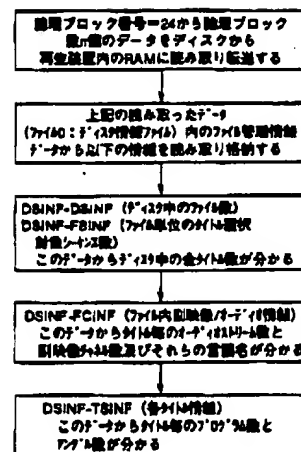 論理ブロック番号=24から論理ブロック
数n個のデータをディスクから
再生装置内のRAMに読み取り転送する
上記の読み取ったデータ
(ファイル0:ディスク情報ファイル)内のファイル管理情報
データから以下の情報を読み取り格納する
DSINF-DSINF (ディスク中のファイル数)
DSINF-FSINF (ファイル単位のタイトル選択
対象シーケンス数)
このデータからディスク中の全タイトル数が分かる
DSINF-FCINF (ファイル内副映像/オーディオ情報)
このデータからタイトル毎のオーディオストリーム数と
副映像チャネル数及びそれらの言語名が分かる
DSINF-TSINF (各タイトル情報)
このデータからタイトル毎のプログラム数と
アングル数が分かる